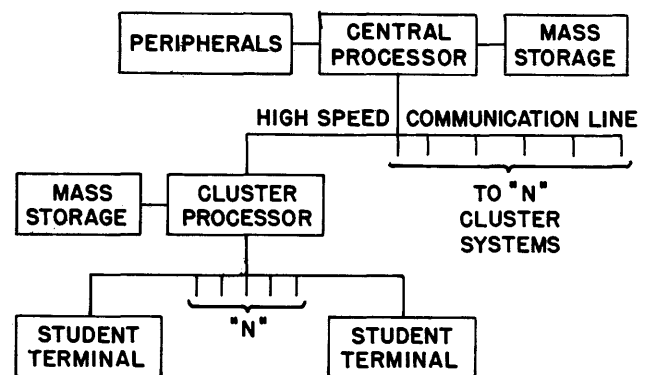 PERIPHERALS
CENTRAL
PROCESSOR
MASS
STORAGE
HIGH SPEED COMMUNICATION LINE
MASS
STORAGE
CLUSTER
PROCESSOR
TO "N"
CLUSTER
SYSTEMS
"N"
STUDENT
TERMINAL
STUDENT
TERMINAL